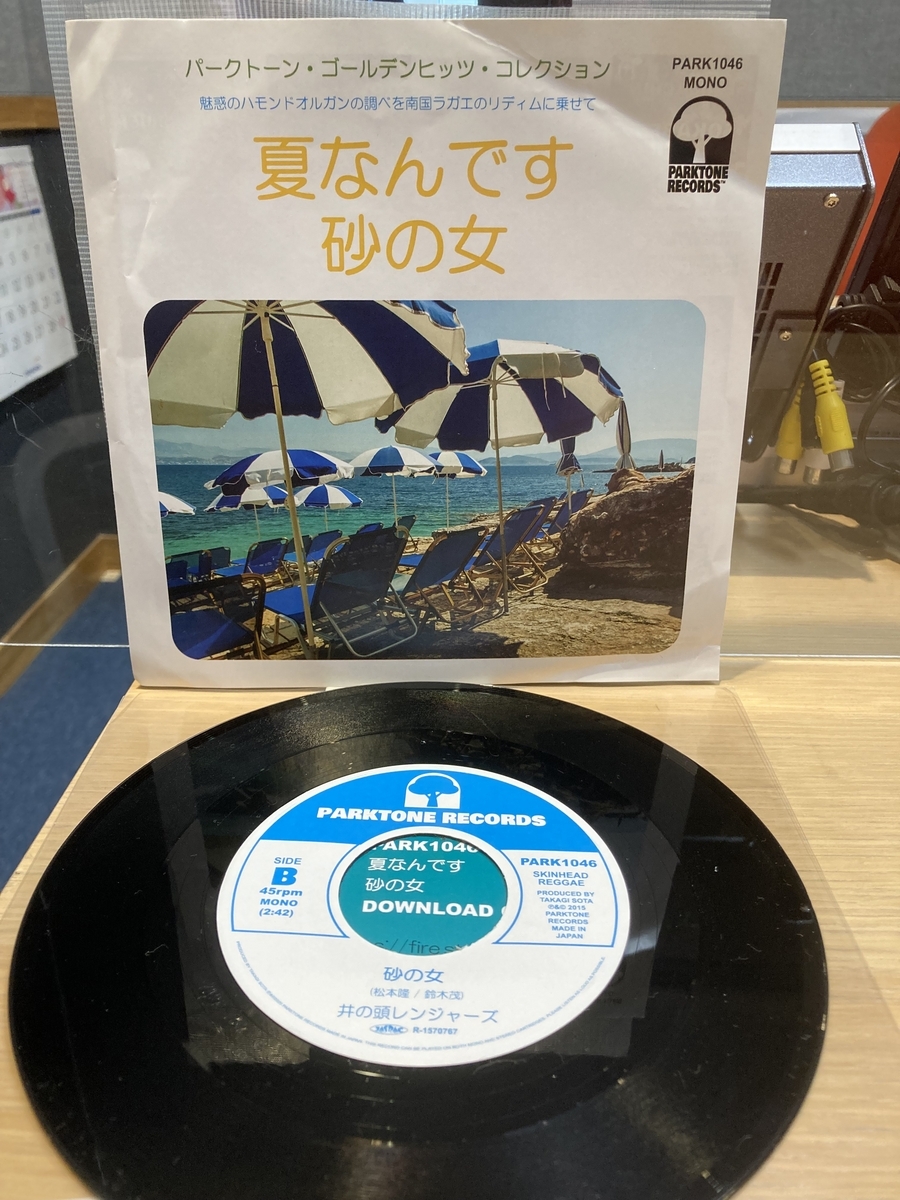 パークトーン・ゴールデンヒッツ・コレクション
PARK1046
MONO
魅惑のハモンドオルガンの調べを南国ラガエのリディムに乗せて
夏なんです
砂の女
PARKTONE
RECORDS™
PARKTONE RECORDS
SIDE
B
45rpm
MONO
(2:42)
PARK1046
夏なんです
砂の女
DOWNLOAD
PARK1046
SKINHEAD
REGGAE
PRODUCED BY
TAKAGI SOTA
℗&© 2015
PARKTONE
RECORDS
MADE IN
JAPAN
砂の女
(松本隆 / 鈴木茂)
井の頭レンジャーズ
R-1570767